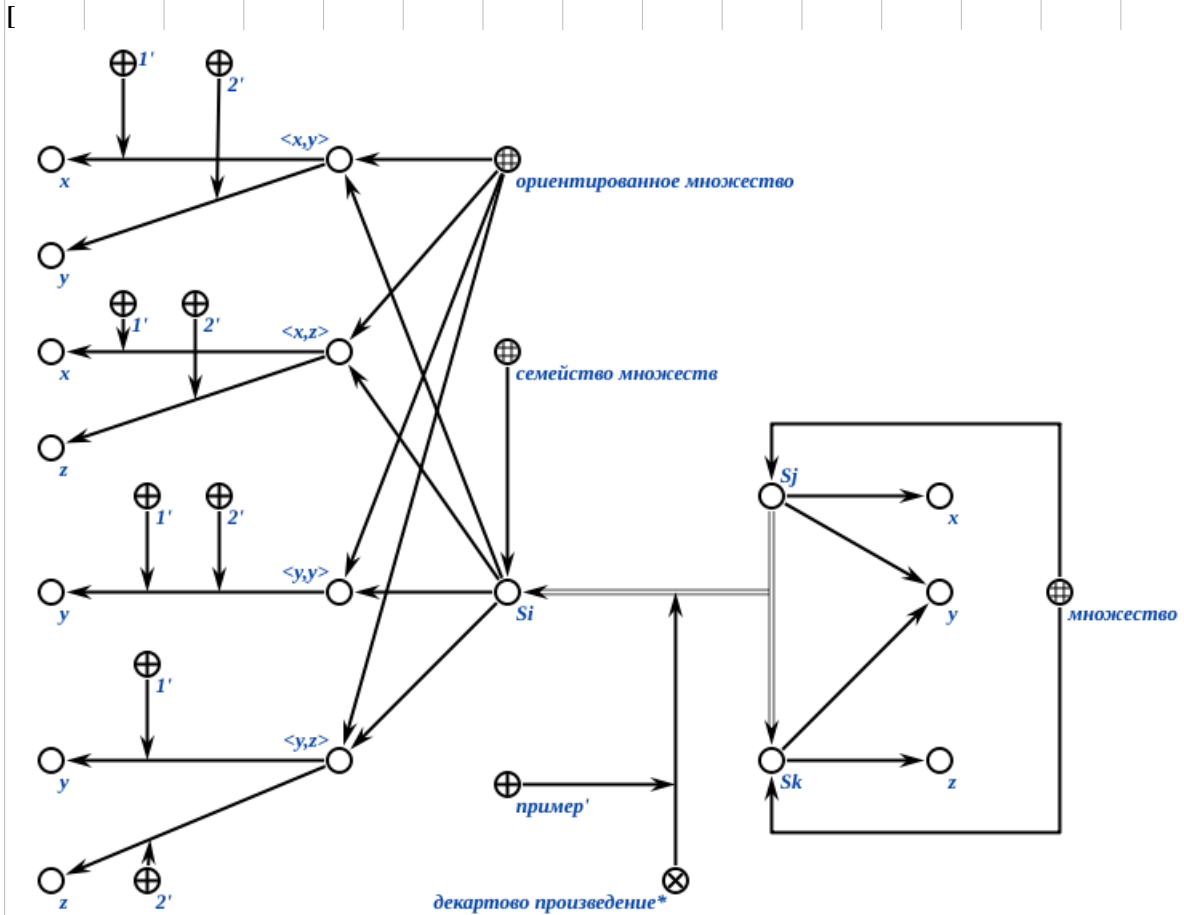 [
1'
2'
<x,y>
x
ориентированное множество
y
1'
2'
<x,z>
x
семейство множеств
z
Sj
1'
2'
x
<y,y>
y
Si
y
множество
1'
<y,z>
y
Sk
z
пример'
z
2'
декартово произведение*